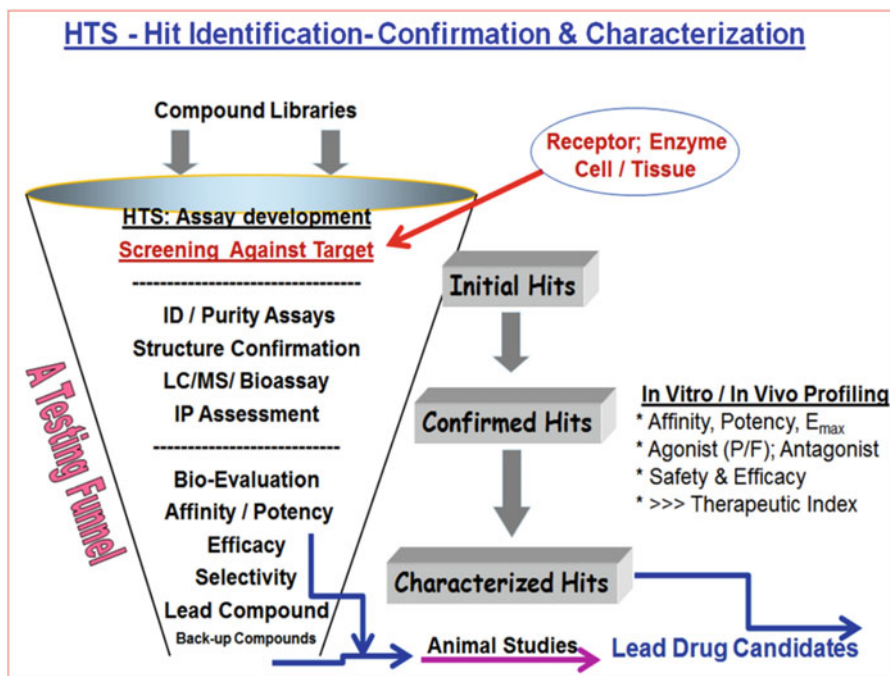 HTS - Hit Identification- Confirmation & Characterization
Compound Libraries
Receptor; Enzyme
Cell / Tissue
HTS: Assay development
Screening Against Target
---------------------------------
ID / Purity Assays
Structure Confirmation
LC/MS/ Bioassay
IP Assessment
---------------------------
Bio-Evaluation
Affinity / Potency
Efficacy
Selectivity
Lead Compound
Back-up Compounds
A Testing Funnel
Initial Hits
Confirmed Hits
Characterized Hits
In Vitro / In Vivo Profiling
* Affinity, Potency, Emax
* Agonist (P/F); Antagonist
* Safety & Efficacy
* >>> Therapeutic Index
Animal Studies
Lead Drug Candidates